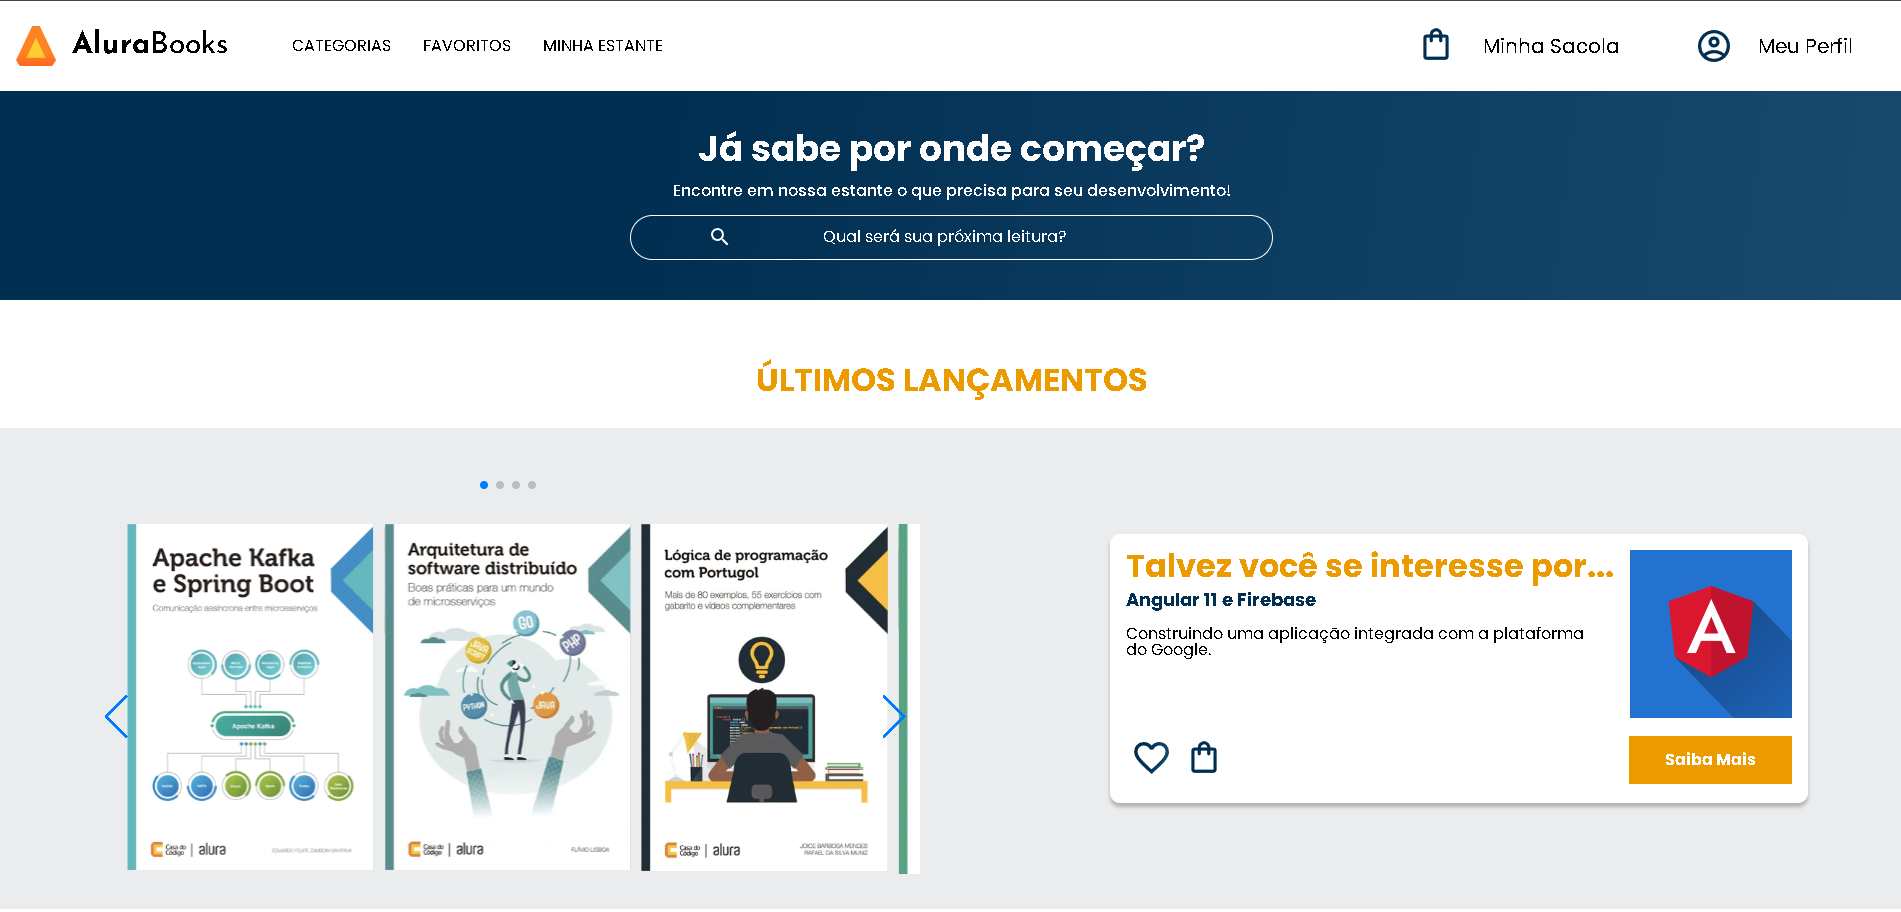 AluraBooks
CATEGORIAS
FAVORITOS
MINHA ESTANTE
Minha Sacola
Meu Perfil
Já sabe por onde começar?
Encontre em nossa estante o que precisa para seu desenvolvimento!
Qual será sua próxima leitura?
ÚLTIMOS LANÇAMENTOS
Apache Kafka
e Spring Boot
Comunicação assíncrona entre microsserviços
Apache Kafka
Casa do
Código
alura
Arquitetura de
software distribuído
Boas práticas para um mundo
de microsserviços
GO
PHP
JAVA
SCRIPT
PYTHON
JAVA
Casa do
Código
alura
FLÁVIO LISBOA
Lógica de programação
com Portugol
Mais de 80 exemplos, 55 exercícios com
gabarito e vídeos complementares
Casa do
Código
alura
JOICE BARBOSA MENDES
RAFAEL DA SILVA MUNIZ
Talvez você se interesse por...
Angular 11 e Firebase
Construindo uma aplicação integrada com a plataforma
do Google.
A
Saiba Mais